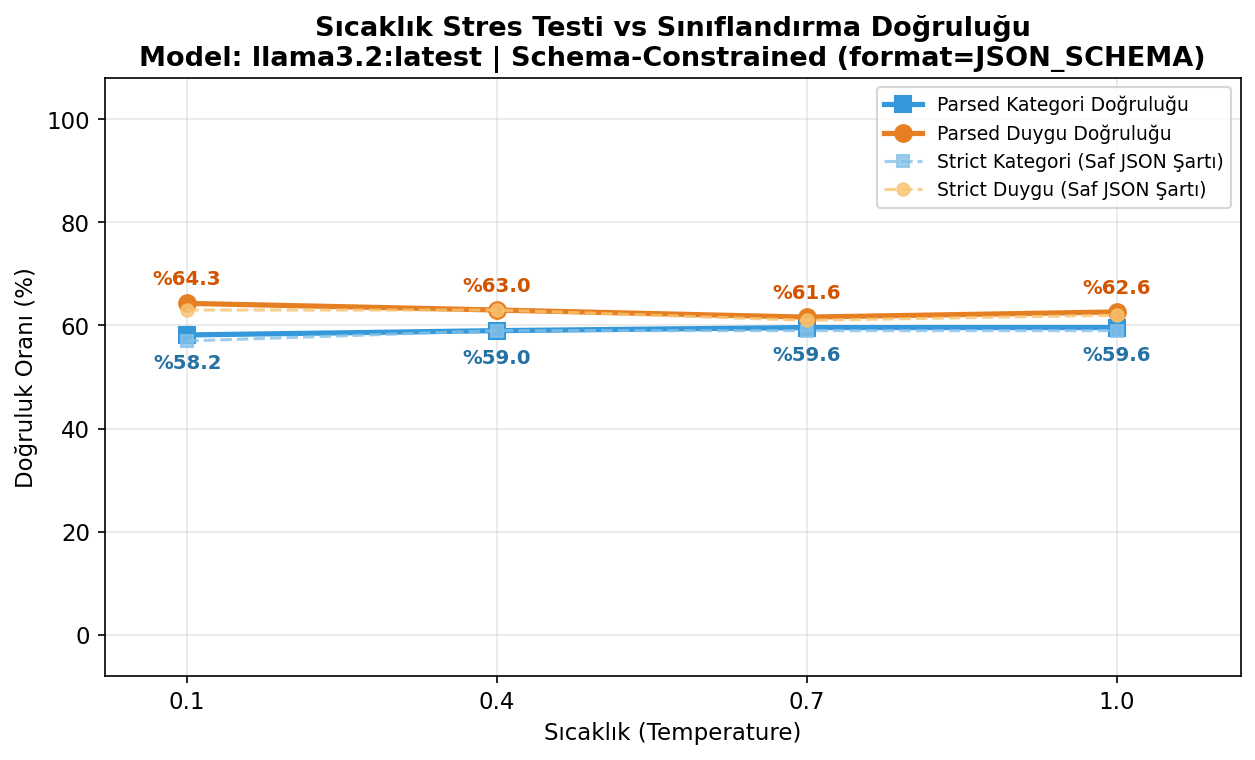 Sıcaklık Stres Testi vs Sınıflandırma Doğruluğu
Model: llama3.2:latest | Schema-Constrained (format=JSON_SCHEMA)
Parsed Kategori Doğruluğu
Parsed Duygu Doğruluğu
Strict Kategori (Saf JSON Şartı)
Strict Duygu (Saf JSON Şartı)
Doğruluk Oranı (%)
100
80
60
40
20
0
%64.3
%63.0
%61.6
%62.6
%58.2
%59.0
%59.6
%59.6
0.1
0.4
0.7
1.0
Sıcaklık (Temperature)